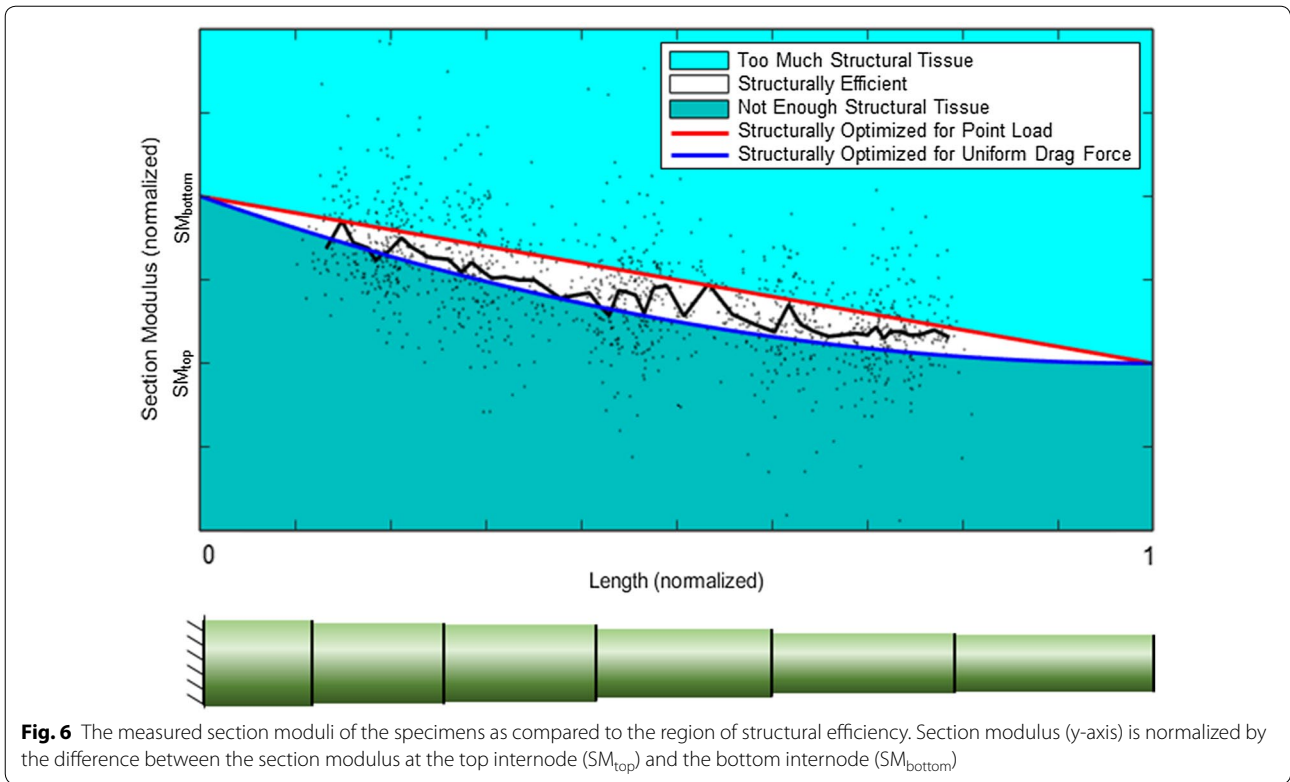 Too Much Structural Tissue
Structurally Efficient
Not Enough Structural Tissue
Structurally Optimized for Point Load
Structurally Optimized for Uniform Drag Force
Section Modulus (normalized)
SMbottom
SMtop
0
1
Length (normalized)
Fig. 6 The measured section moduli of the specimens as compared to the region of structural efficiency. Section modulus (y-axis) is normalized by
the difference between the section modulus at the top internode (SMtop) and the bottom internode (SMbottom)